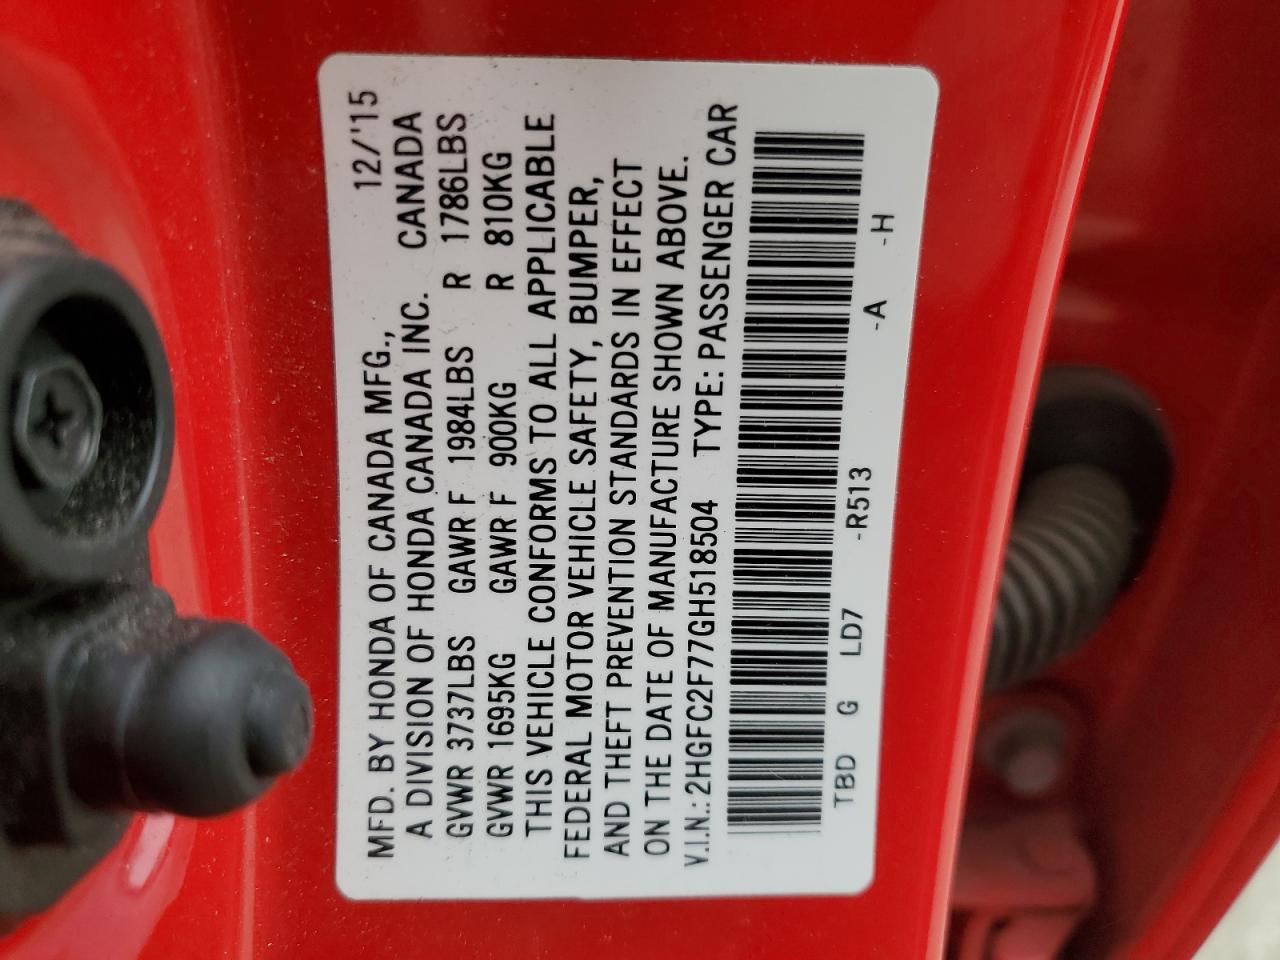 MFD. BY HONDA OF CANADA MFG., 12/'15
A DIVISION OF HONDA CANADA INC. CANADA
GVWR 3737LBS GAWR F 1984LBS R 1786LBS
GVWR 1695KG GAWR F 900KG R 810KG
THIS VEHICLE CONFORMS TO ALL APPLICABLE
FEDERAL MOTOR VEHICLE SAFETY, BUMPER,
AND THEFT PREVENTION STANDARDS IN EFFECT
ON THE DATE OF MANUFACTURE SHOWN ABOVE.
V.I.N.: 2HGFC2F77GH518504 TYPE: PASSENGER CAR
TBD G LD7 -R513 -A -H